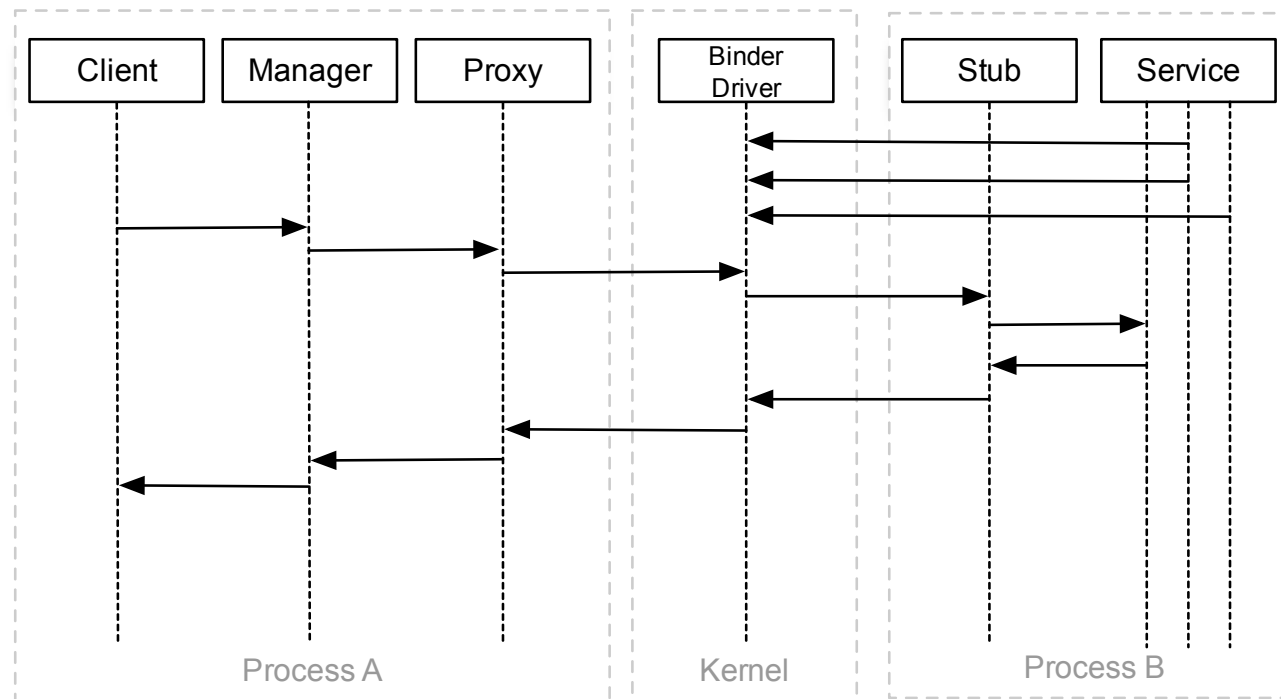 Client
Manager
Proxy
Binder
Driver
Stub
Service
Process A
Kernel
Process B